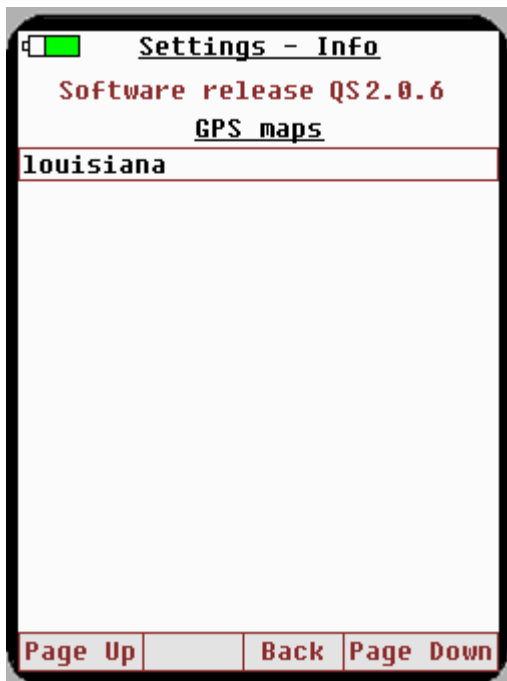 Settings - Info
Software release QS2.0.6
GPS maps
louisiana
Page Up Back Page Down